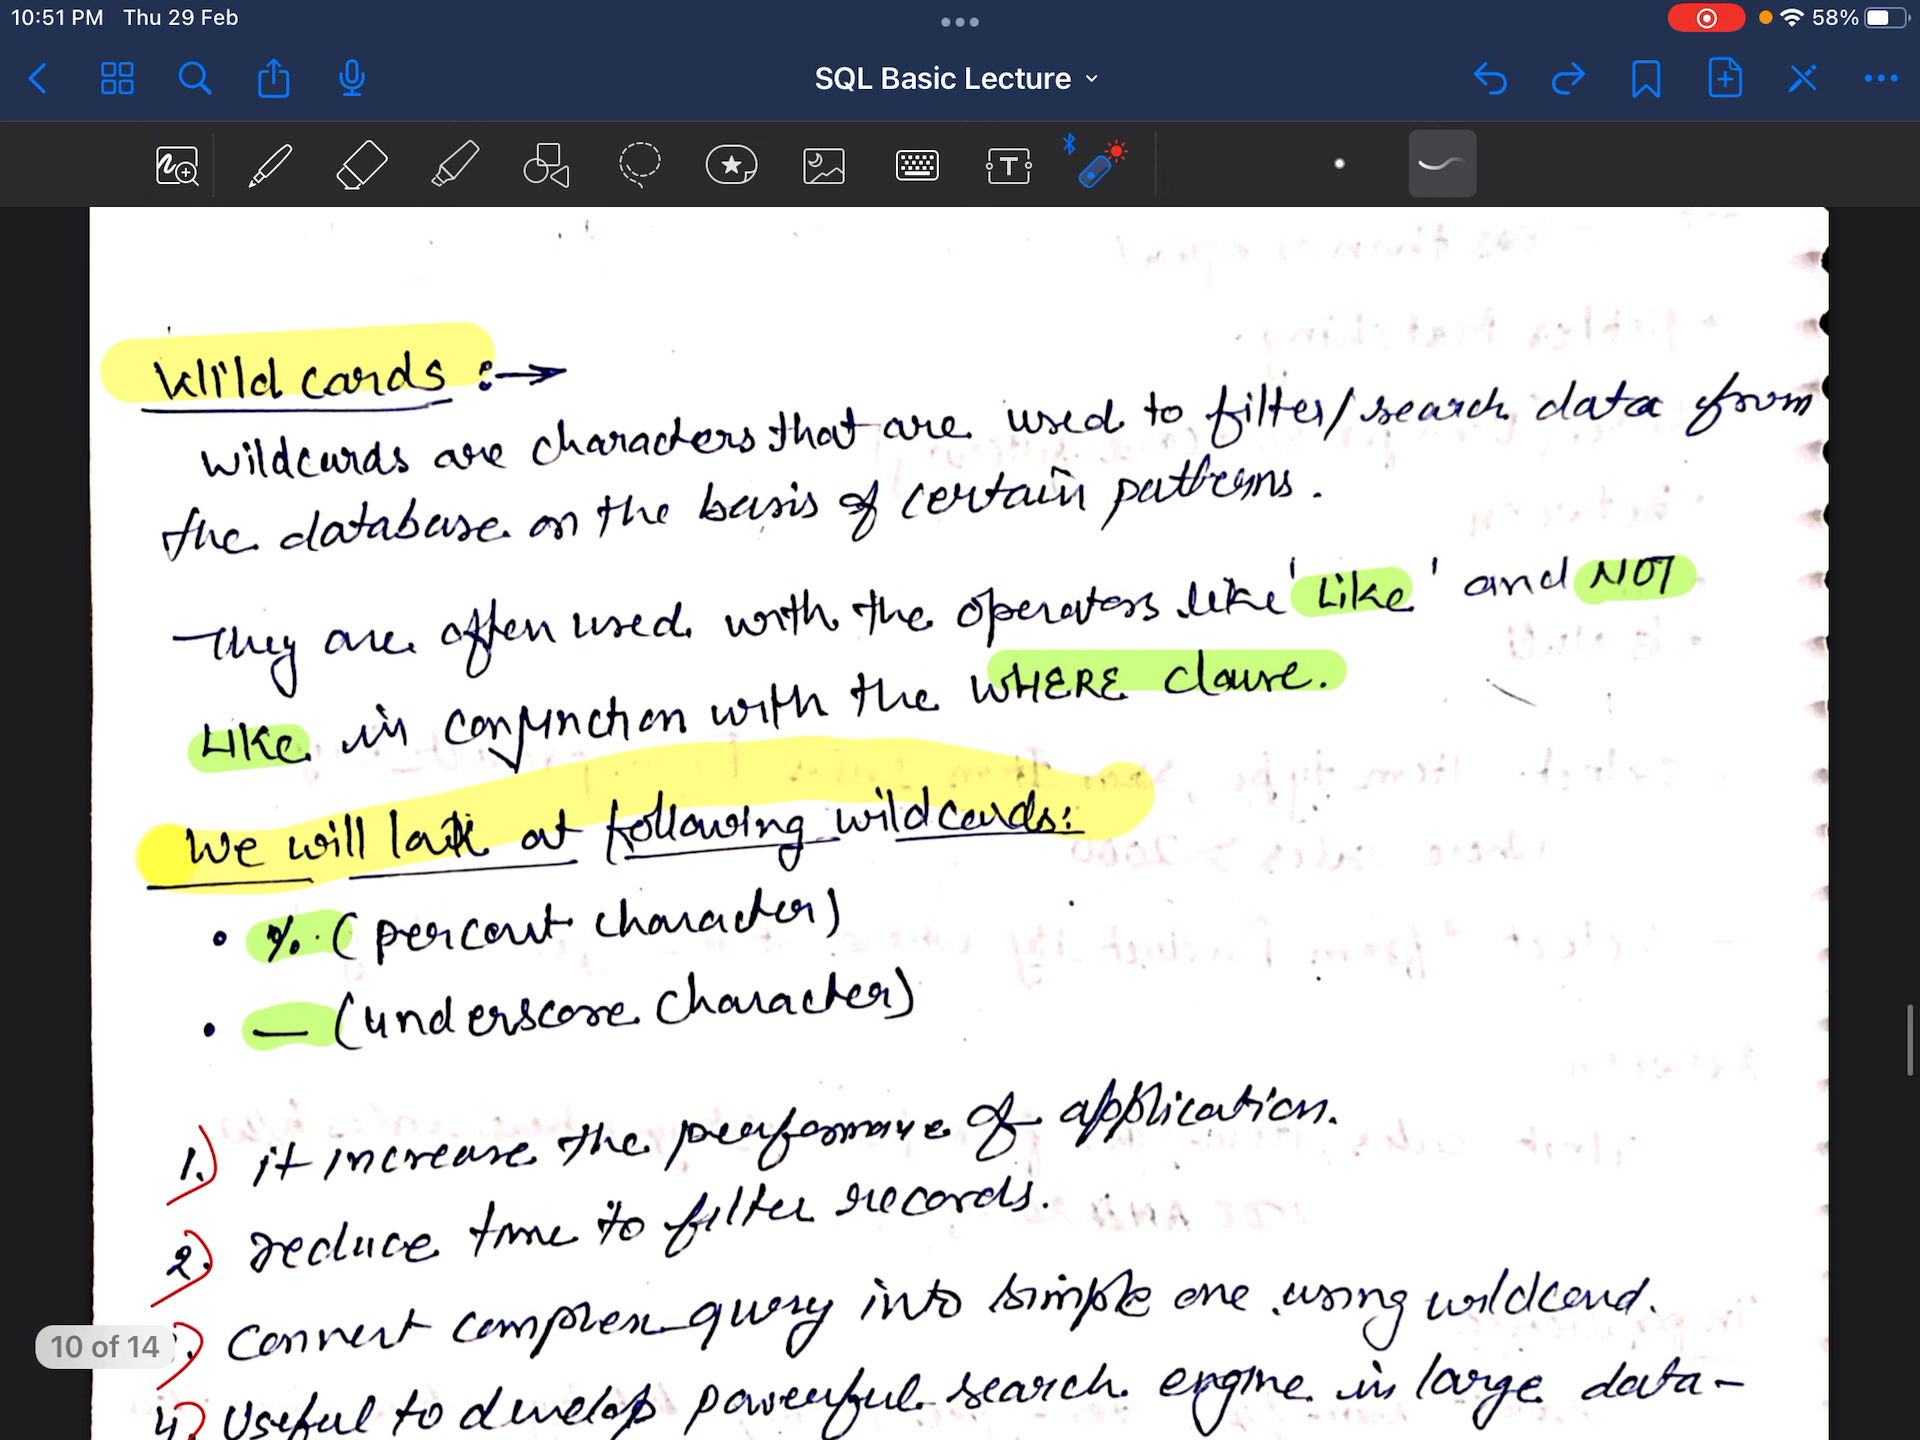 10:51 PM Thu 29 Feb
58%
SQL Basic Lecture
T
Wild cards :→
Wildcards are characters that are used to filter/search data from
the database on the basis of certain patterns.
They are often used with the operators like 'Like' and NOT
Like in conjunction with the WHERE clause.
We will look at following wildcards:
• % (percent character)
• _ (underscore character)
1.) it increase the performance of application.
2.) reduce time to filter records.
Convert complex query into simple one using wildcard.
10 of 14
4.) Useful to develop powerful search engine in large data-